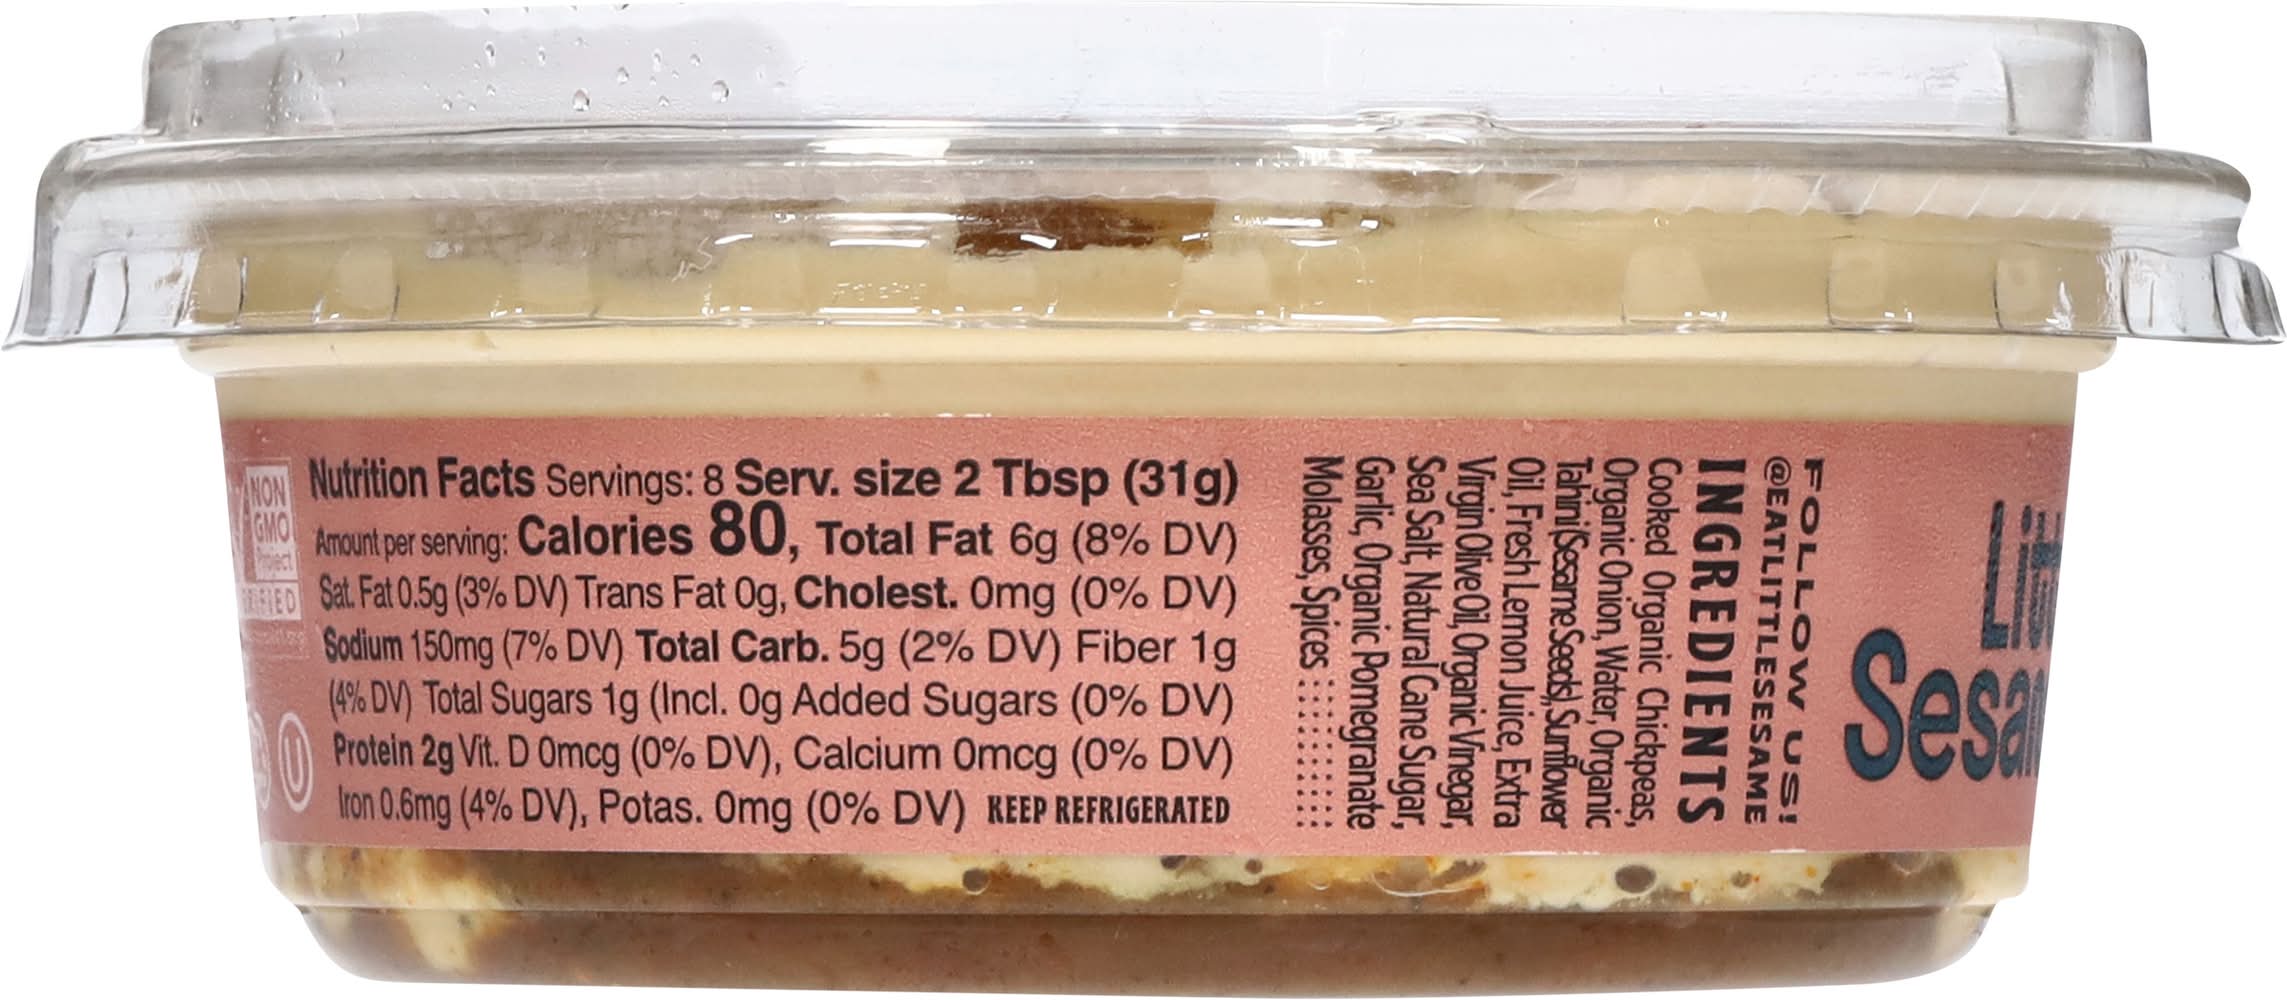 NON
GMO
Project
Nutrition Facts Servings: 8 Serv. size 2 Tbsp (31g)
Amount per serving: Calories 80, Total Fat 6g (8% DV)
Sat. Fat 0.5g (3% DV) Trans Fat 0g, Cholest. 0mg (0% DV)
Sodium 150mg (7% DV) Total Carb. 5g (2% DV) Fiber 1g
(4% DV) Total Sugars 1g (Incl. 0g Added Sugars (0% DV)
Protein 2g Vit. D 0mcg (0% DV), Calcium 0mcg (0% DV)
Iron 0.6mg (4% DV), Potas. 0mg (0% DV) KEEP REFRIGERATED
U
FOLLOW US!
@EATLITTLESESAME
INGREDIENTS
Cooked Organic Chickpeas,
Organic Onion, Water, Organic
Tahini (Sesame Seeds), Sunflower
Oil, Fresh Lemon Juice, Extra
Virgin Olive Oil, Organic Vinegar,
Sea Salt, Natural Cane Sugar,
Garlic, Organic Pomegranate
Molasses, Spices
Litt
Sesa